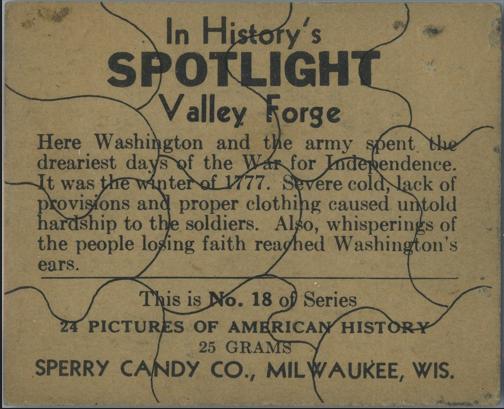 In History's
SPOTLIGHT
Valley Forge
Here Washington and the army spent the
dreariest days of the War for Independence.
It was the winter of 1777. Severe cold, lack of
provisions and proper clothing caused untold
hardship to the soldiers. Also, whisperings of
the people losing faith reached Washington's
ears.
This is No. 18 of Series
24 PICTURES OF AMERICAN HISTORY
25 GRAMS
SPERRY CANDY CO., MILWAUKEE, WIS.